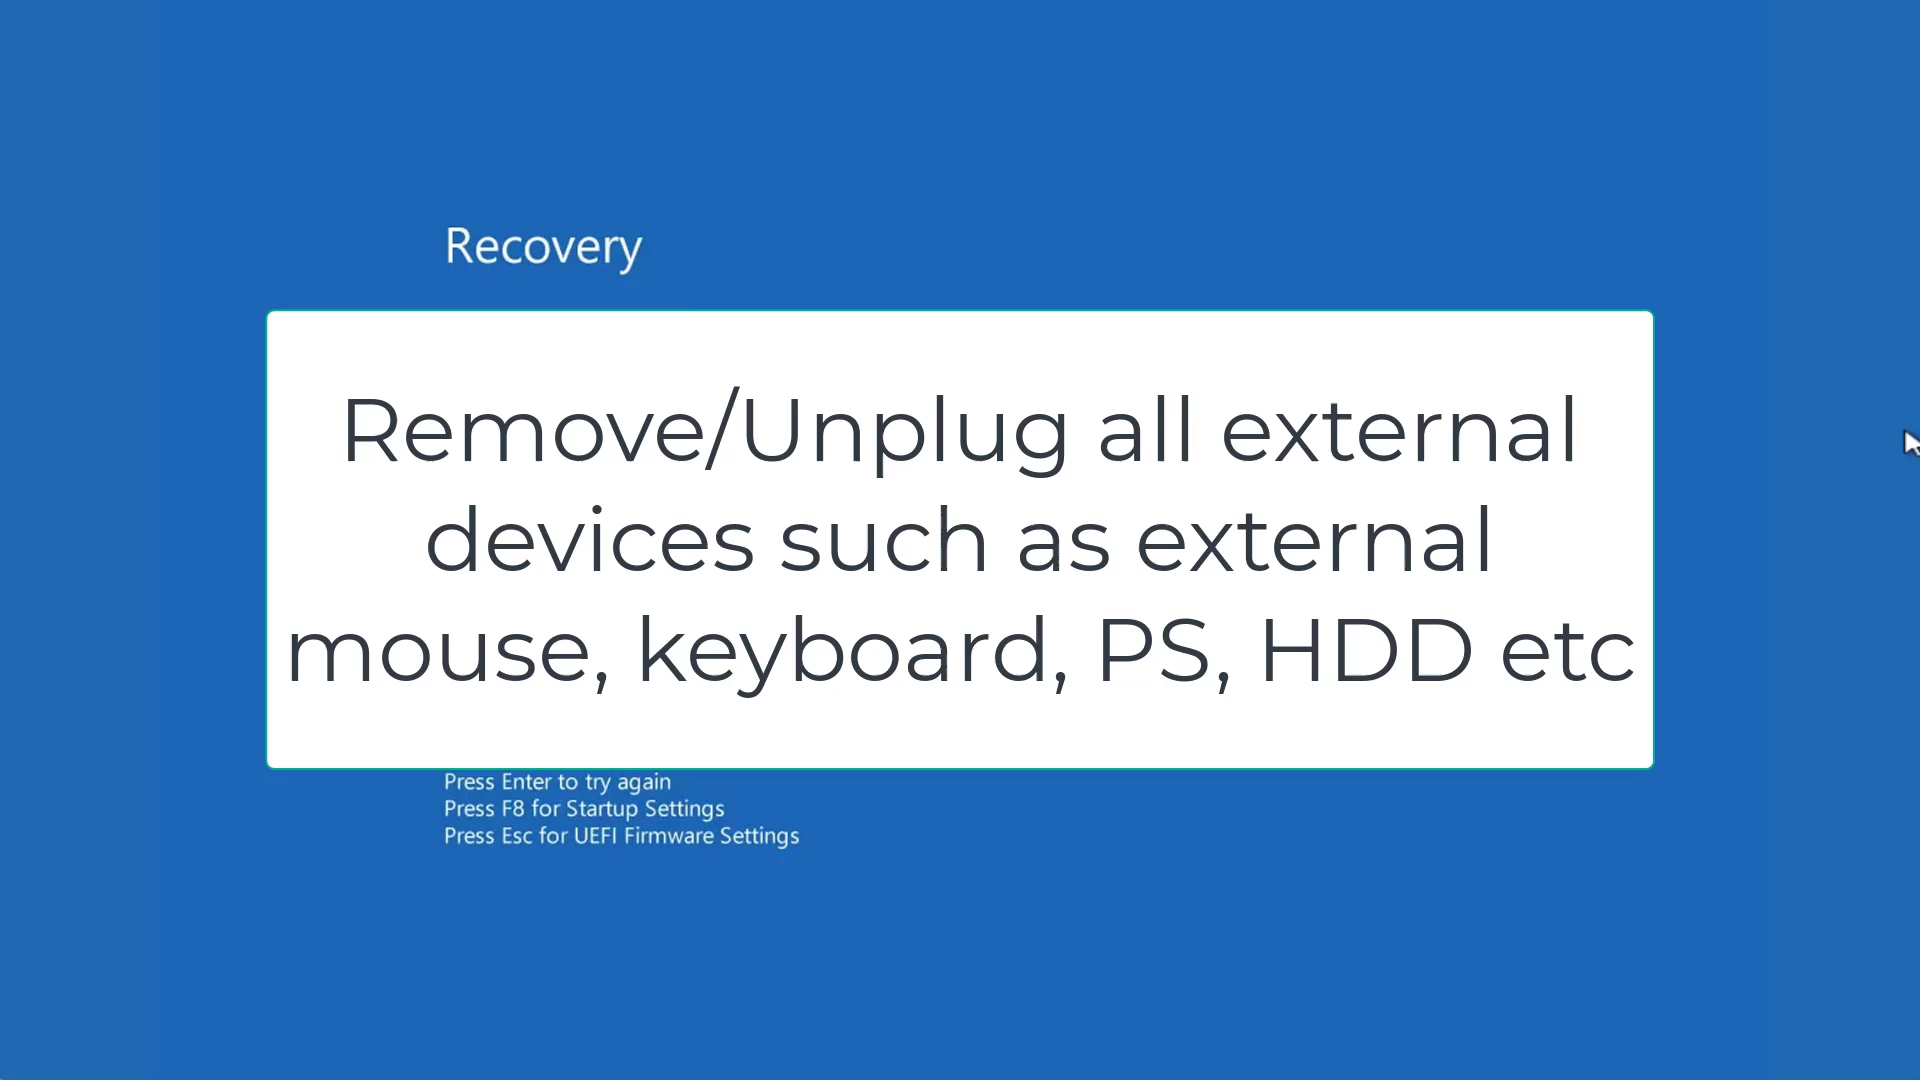 Recovery
Remove/Unplug all external
devices such as external
mouse, keyboard, PS, HDD etc
Press Enter to try again
Press F8 for Startup Settings
Press Esc for UEFI Firmware Settings